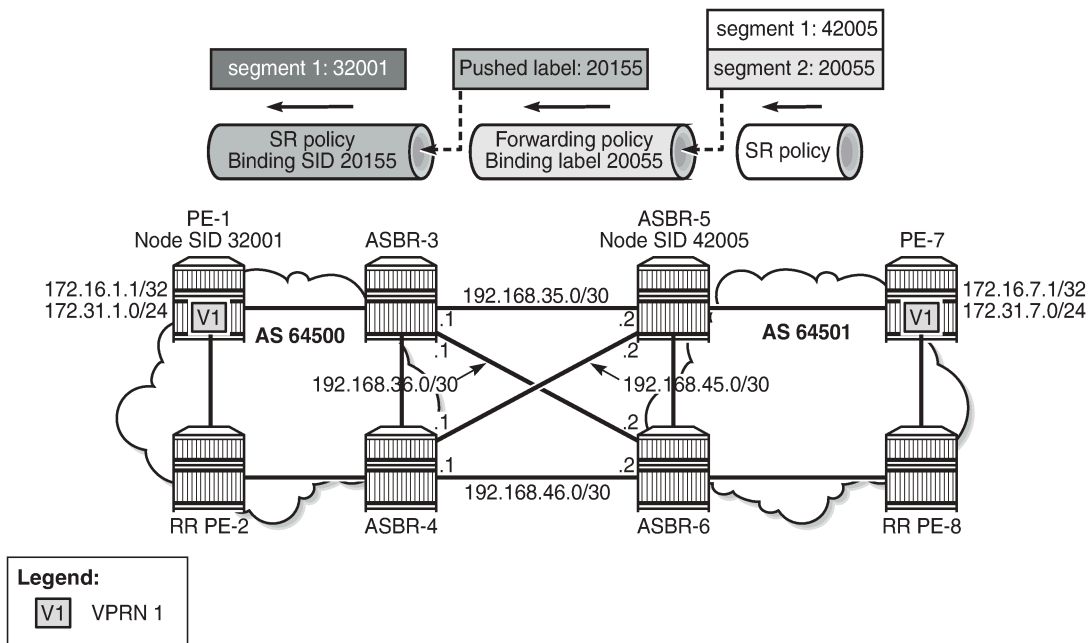 segment 1: 42005
segment 1: 32001
Pushed label: 20155
segment 2: 20055
SR policy
Binding SID 20155
Forwarding policy
Binding label 20055
SR policy
PE-1
Node SID 32001
ASBR-3
ASBR-5
Node SID 42005
PE-7
172.16.1.1/32
172.31.1.0/24
V1
AS 64500
192.168.35.0/30
.1
.2
.1
.2
AS 64501
V1
172.16.7.1/32
172.31.7.0/24
192.168.36.0/30
192.168.45.0/30
.1
.2
.1
.2
192.168.46.0/30
RR PE-2
ASBR-4
ASBR-6
RR PE-8
Legend:
V1 VPRN 1